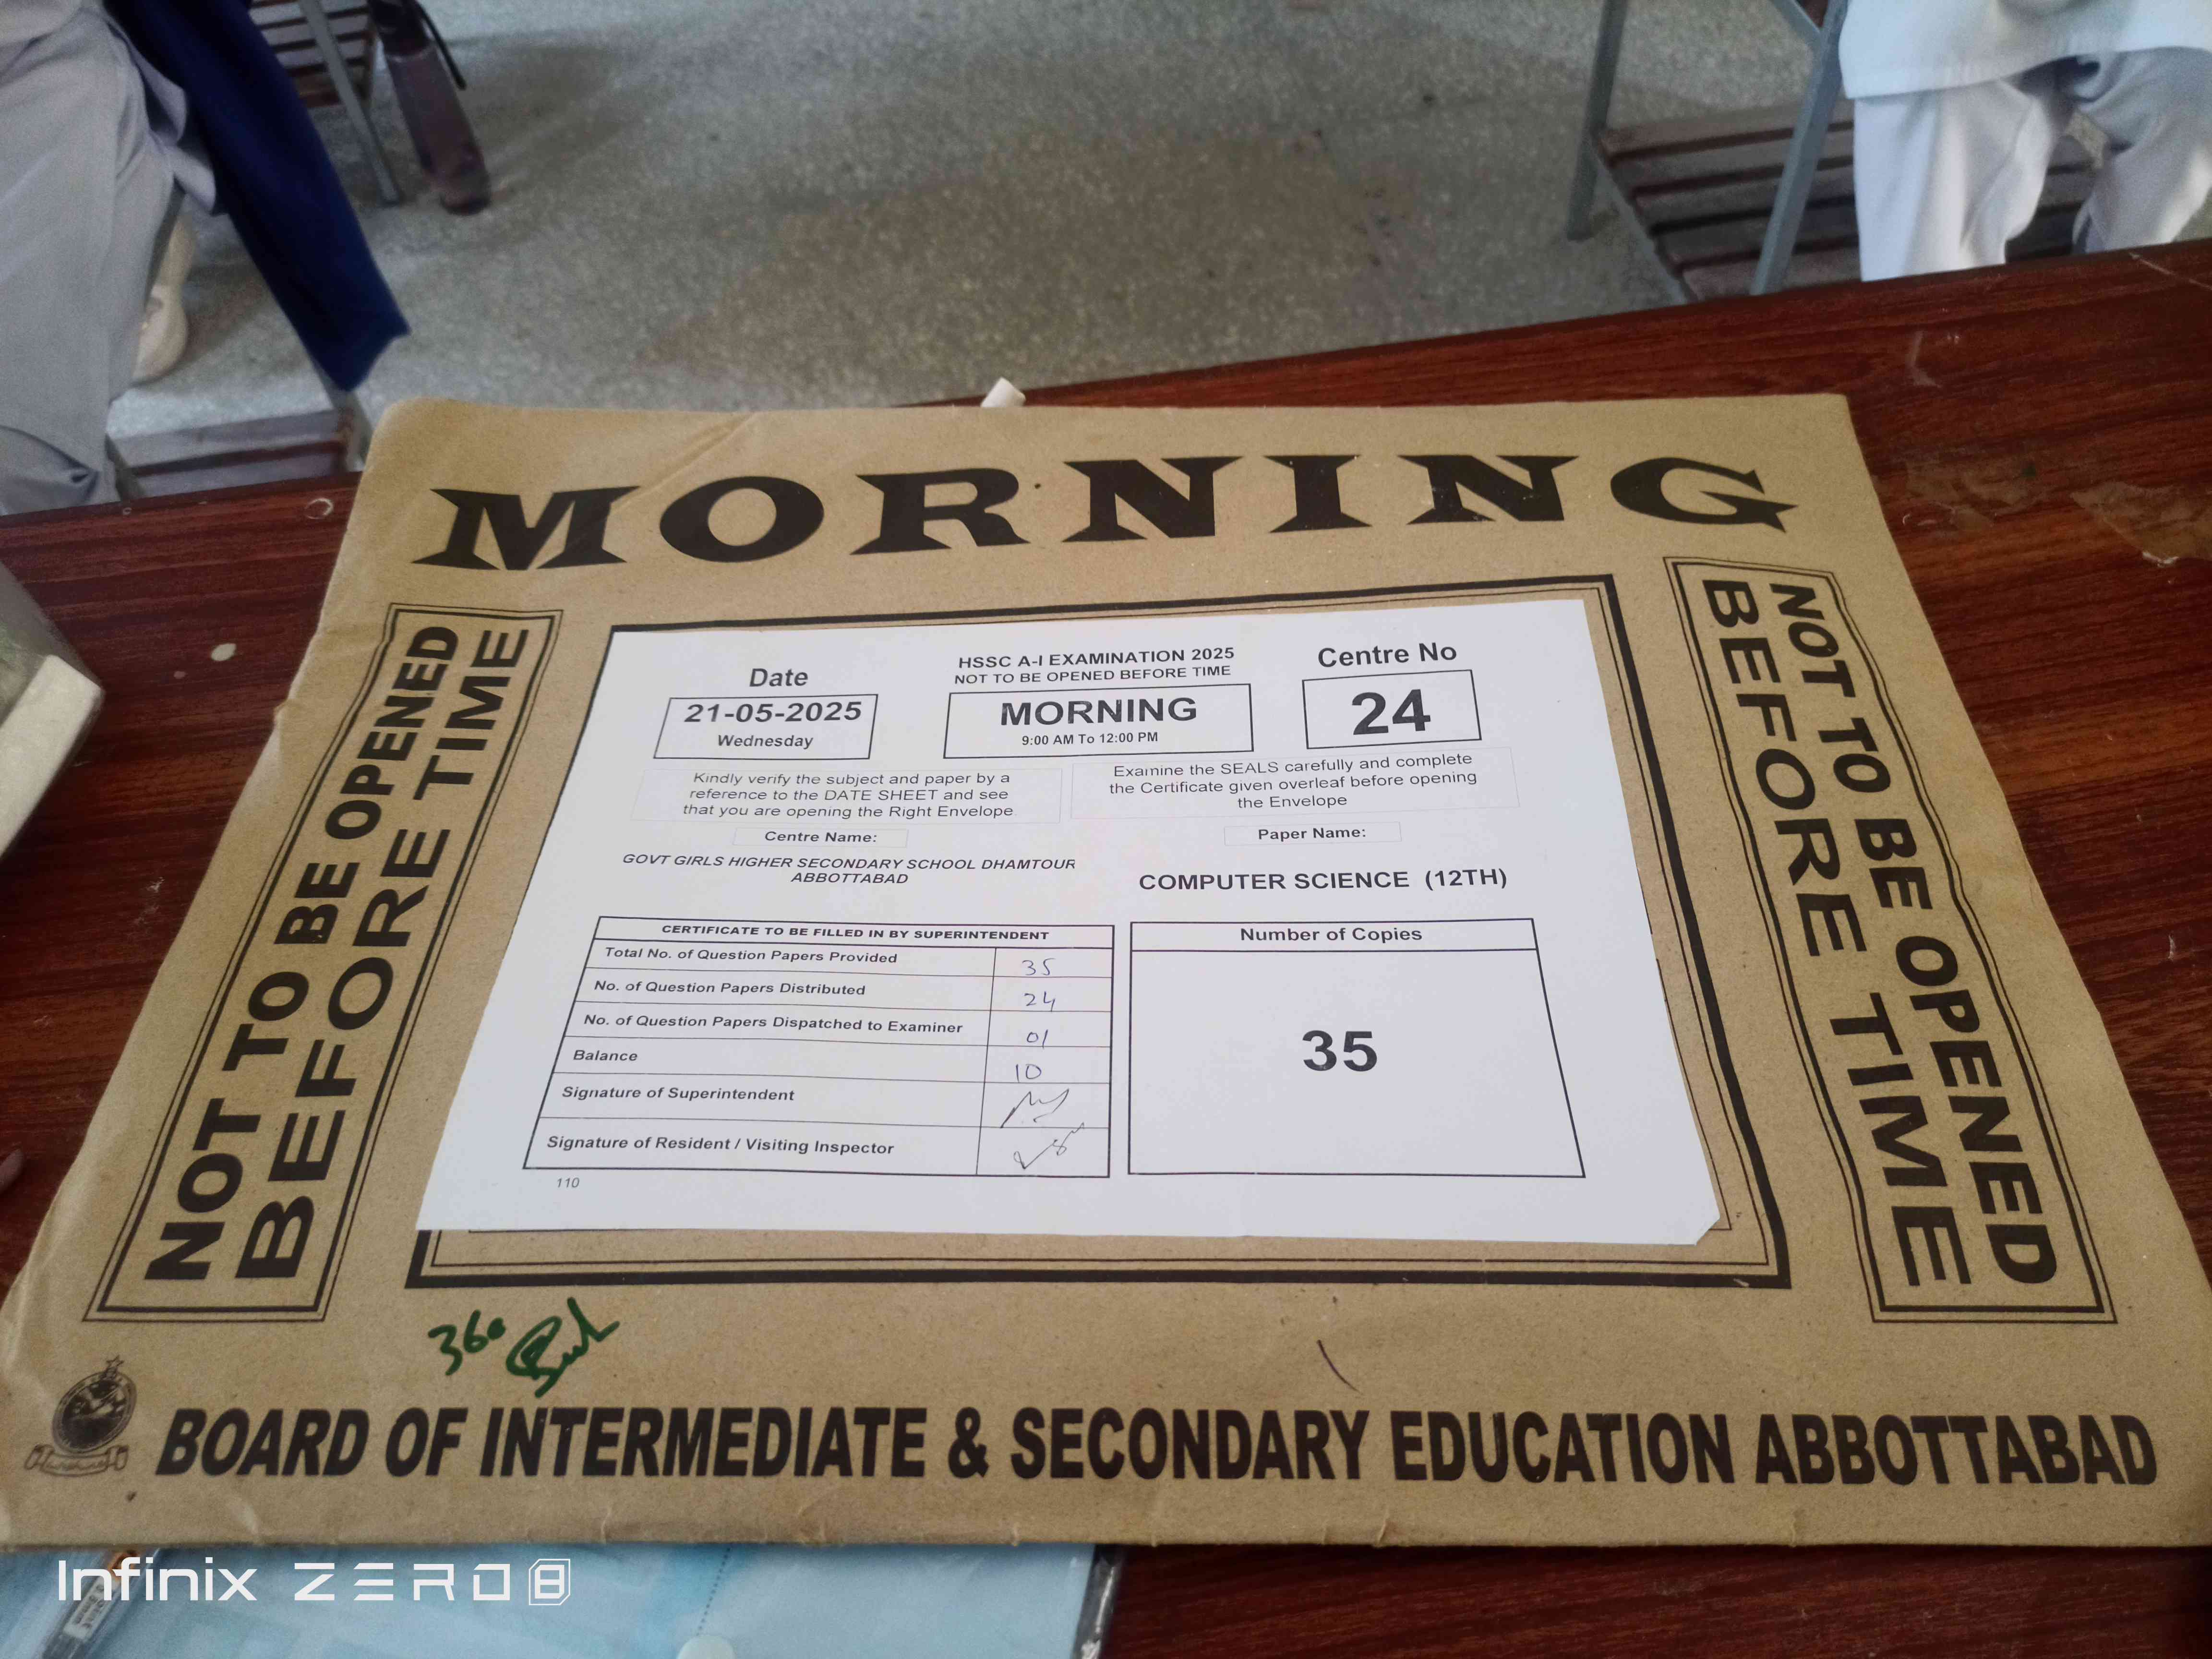 MORNING
NOT TO BE OPENED
BEFORE TIME
NOT TO BE OPENED
BEFORE TIME
Date
21-05-2025
Wednesday
HSSC A-I EXAMINATION 2025
NOT TO BE OPENED BEFORE TIME
MORNING
9:00 AM To 12:00 PM
Centre No
24
Kindly verify the subject and paper by a
reference to the DATE SHEET and see
that you are opening the Right Envelope
Examine the SEALS carefully and complete
the Certificate given overleaf before opening
the Envelope
Centre Name:
GOVT GIRLS HIGHER SECONDARY SCHOOL DHAMTOUR
ABBOTTABAD
Paper Name:
COMPUTER SCIENCE (12TH)
CERTIFICATE TO BE FILLED IN BY SUPERINTENDENT
Total No. of Question Papers Provided 35
No. of Question Papers Distributed 24
No. of Question Papers Dispatched to Examiner 01
Balance 10
Signature of Superintendent
Signature of Resident / Visiting Inspector
Number of Copies
35
110
BOARD OF INTERMEDIATE & SECONDARY EDUCATION ABBOTTABAD
Infinix ZERO 8